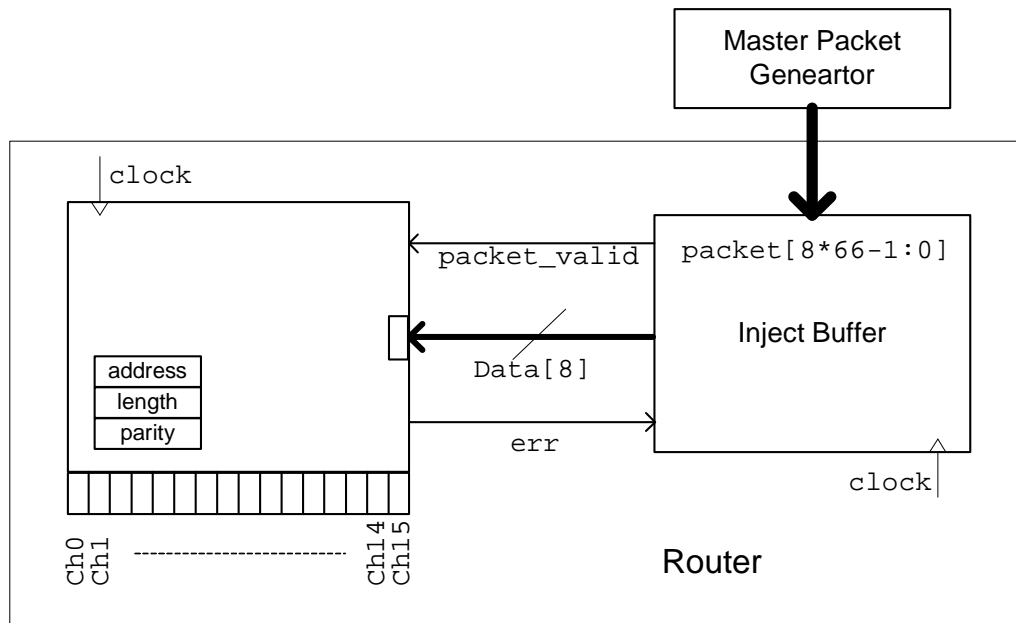 Master Packet
Geneartor
clock
packet_valid
packet[8*66-1:0]
Inject Buffer
Data[8]
address
length
parity
err
clock
Ch0
Ch1
Ch14
Ch15
Router